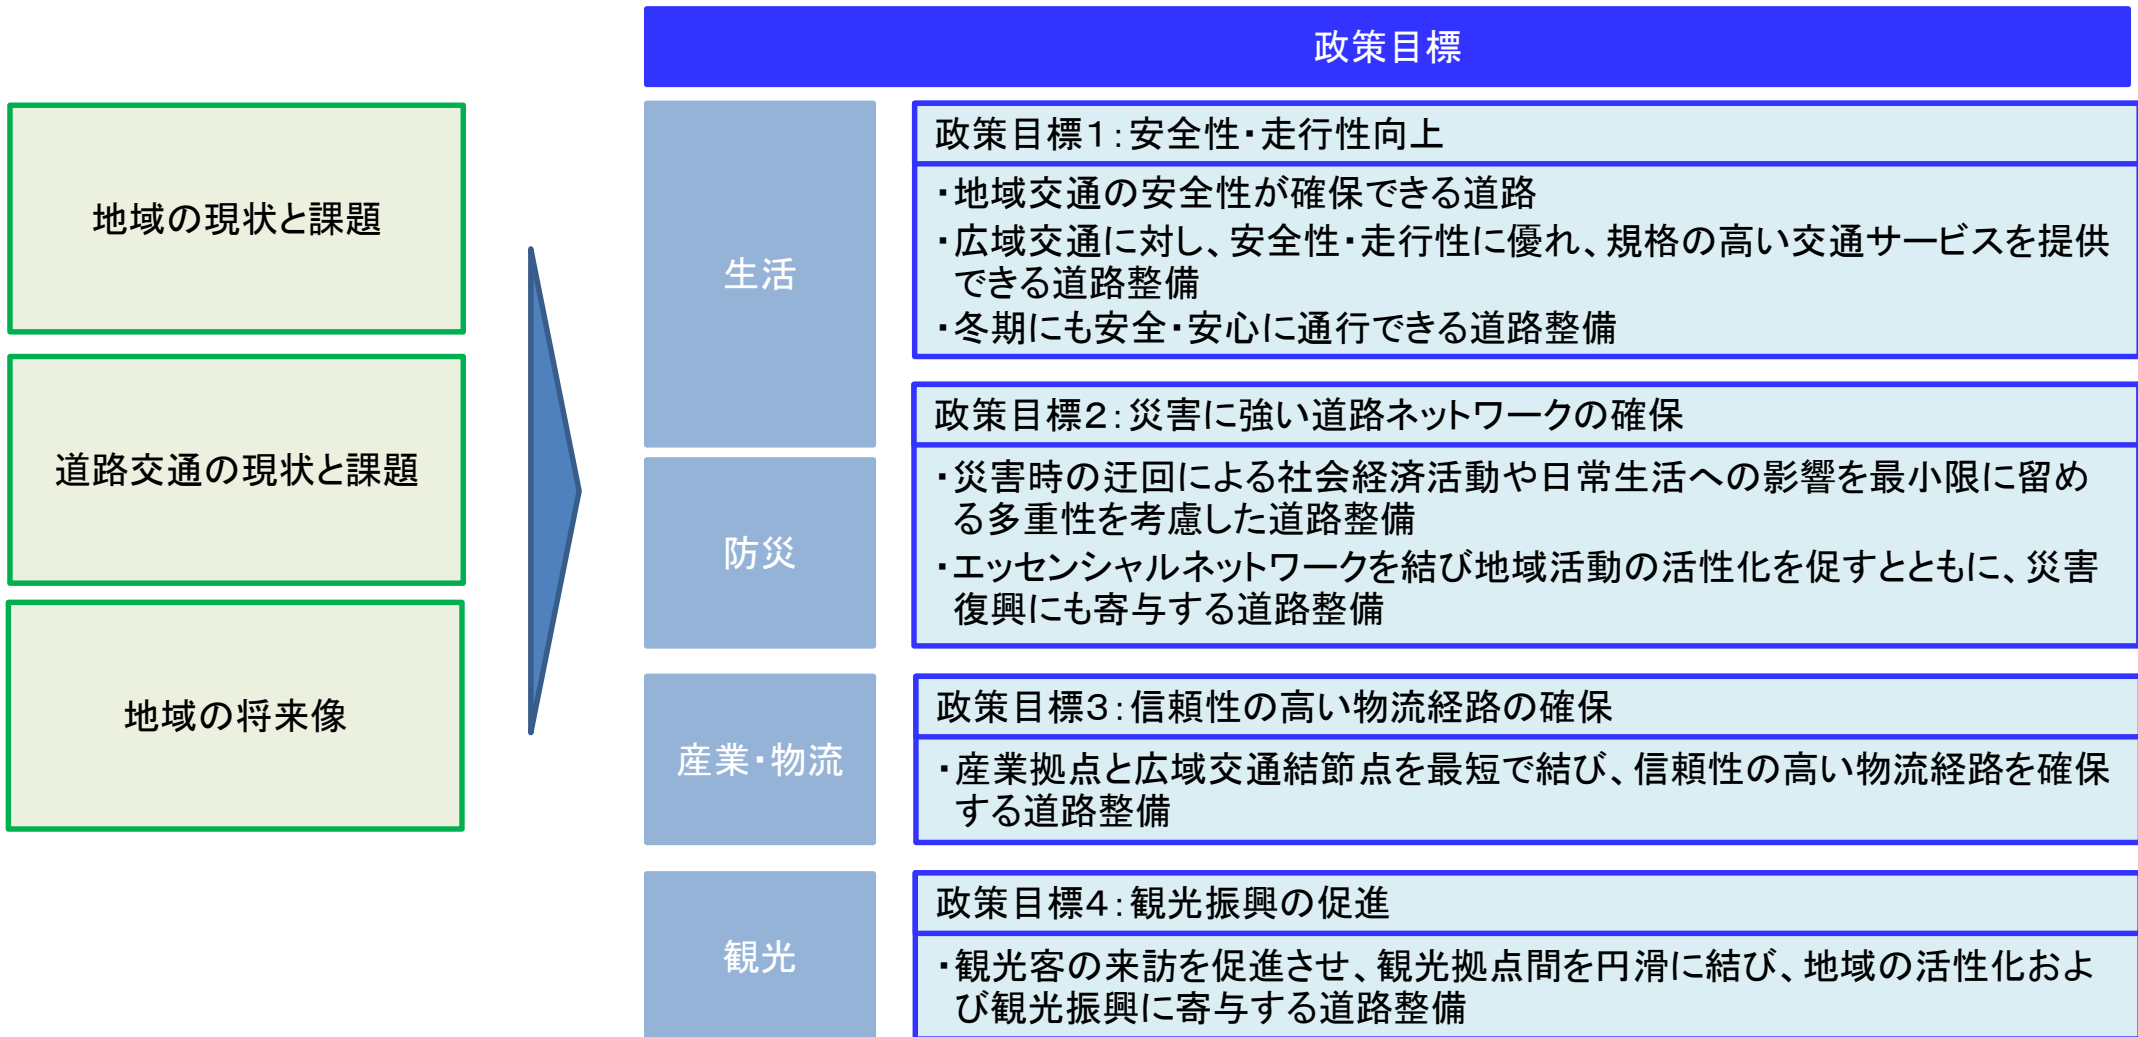 政策目標
地域の現状と課題
道路交通の現状と課題
地域の将来像
生活
政策目標1:安全性・走行性向上
・地域交通の安全性が確保できる道路
・広域交通に対し、安全性・走行性に優れ、規格の高い交通サービスを提供
できる道路整備
・冬期にも安全・安心に通行できる道路整備
政策目標2:災害に強い道路ネットワークの確保
防災
・災害時の迂回による社会経済活動や日常生活への影響を最小限に留め
る多重性を考慮した道路整備
・エッセンシャルネットワークを結び地域活動の活性化を促すとともに、災害
復興にも寄与する道路整備
産業・物流
政策目標3:信頼性の高い物流経路の確保
・産業拠点と広域交通結節点を最短で結び、信頼性の高い物流経路を確保
する道路整備
観光
政策目標4:観光振興の促進
・観光客の来訪を促進させ、観光拠点間を円滑に結び、地域の活性化およ
び観光振興に寄与する道路整備